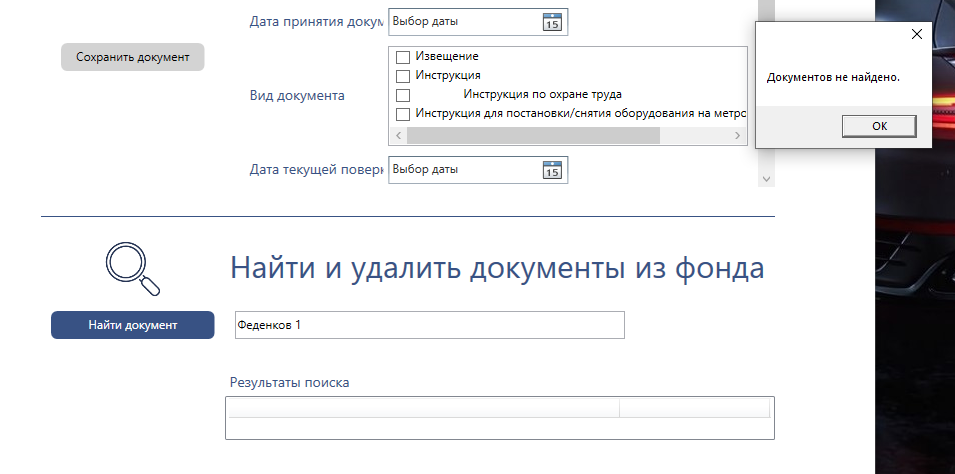 Дата принятия докум
Выбор даты
15
Сохранить документ
Вид документа
Извещение
Инструкция
Инструкция по охране труда
Инструкция для постановки/снятия оборудования на метро
Дата текущей поверк
Выбор даты
15
Документов не найдено.
ОК
Найти и удалить документы из фонда
Найти документ
Феденков 1
Результаты поиска